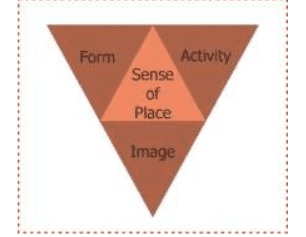 Form
Activity
Sense
of
Place
Image